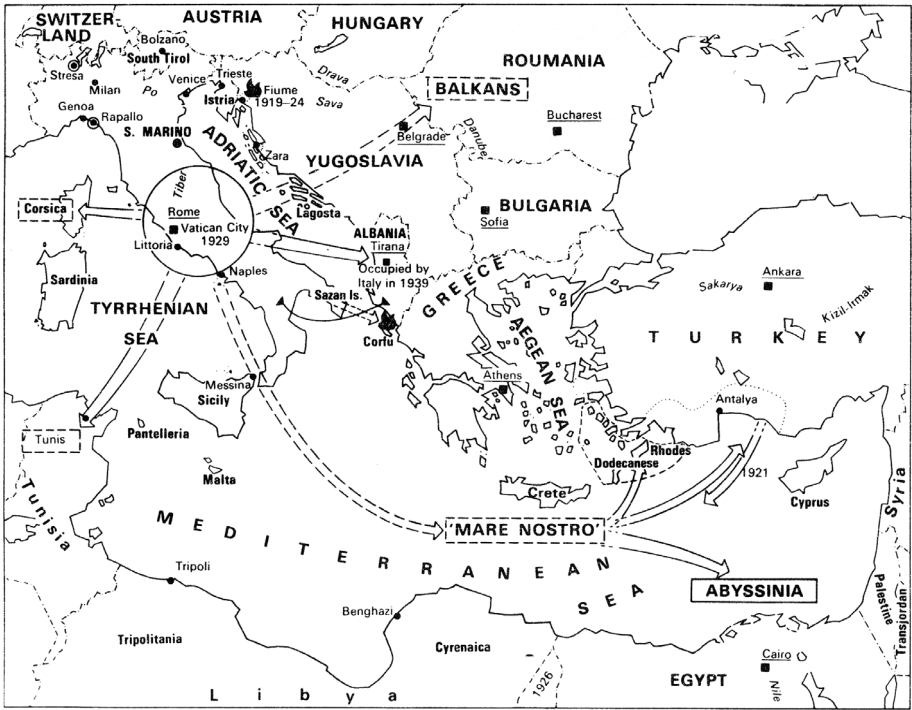 SWITZER-
LAND
AUSTRIA
HUNGARY
ROUMANIA
Bolzano
South Tirol
Stresa
Milan
Po
Venice
Trieste
Istria
Fiume
1919–24
Drava
Sava
BALKANS
Genoa
Rapallo
S. MARINO
ADRIATIC
SEA
Zara
YUGOSLAVIA
Belgrade
Danube
Bucharest
Corsica
Tiber
Rome
Vatican City
1929
Littoria
Lagosta
ALBANIA
Tirana
Occupied by
Italy in 1939
BULGARIA
Sofia
Sardinia
Naples
TYRRHENIAN
SEA
Sazan Is.
Corfu
GREECE
AEGEAN SEA
Athens
Sakarya
Ankara
Kizil-Irmak
TURKEY
Messina
Sicily
Antalya
Tunis
Pantelleria
Malta
Tunisia
Dodecanese
Rhodes
1921
Crete
Cyprus
Syria
MEDITERRANEAN
SEA
'MARE NOSTRO'
ABYSSINIA
Tripoli
Benghazi
Tripolitania
Cyrenaica
Libya
1926
EGYPT
Cairo
Nile
Palestine
Transjordan